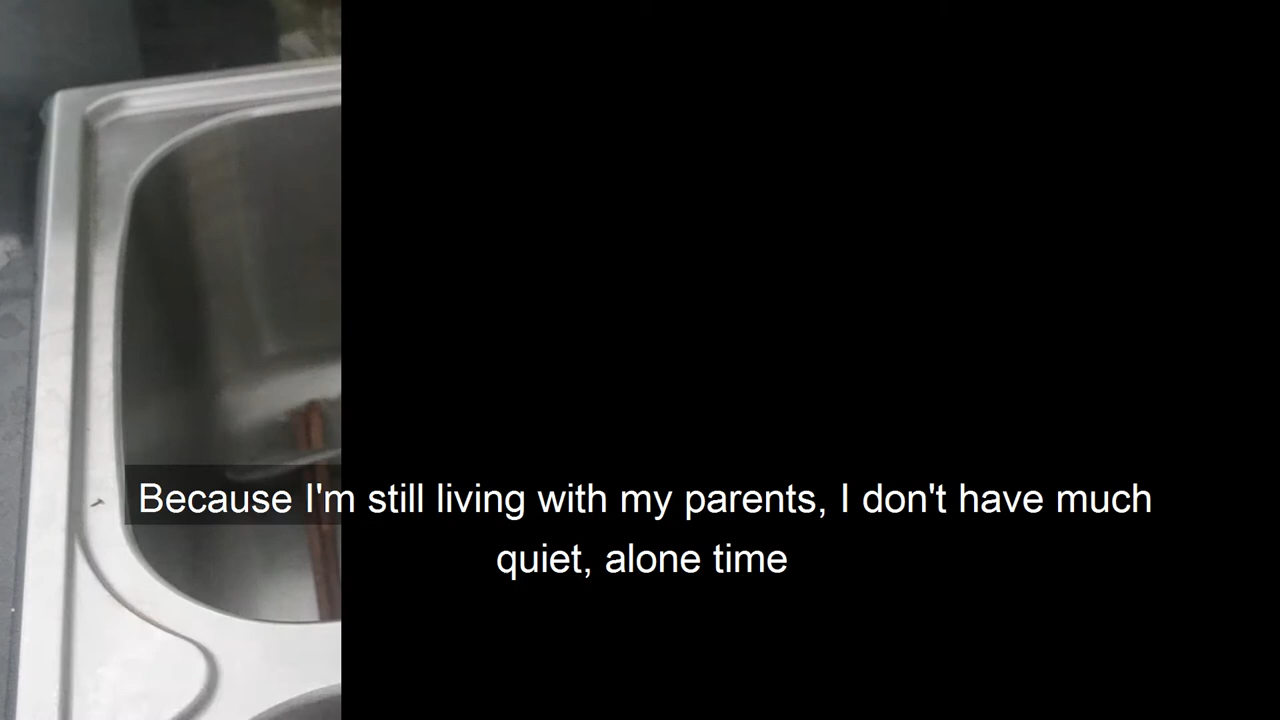 Because I'm still living with my parents, I don't have much
quiet, alone time